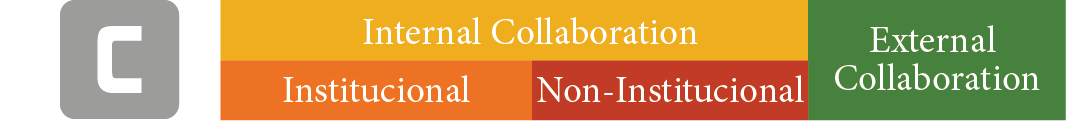 C
Internal Collaboration
External
Collaboration
Institucional
Non-Institucional